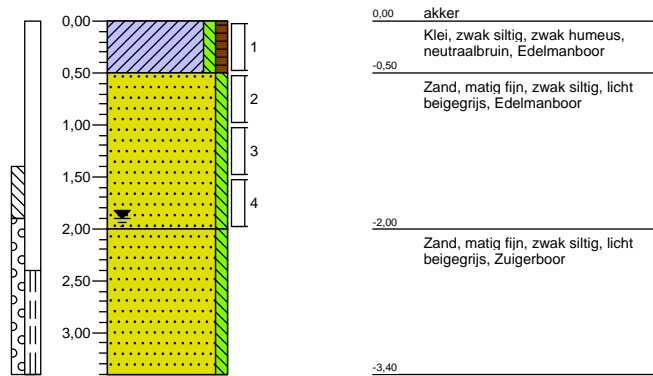 0,00
0,50
1,00
1,50
2,00
2,50
3,00
1
2
3
4
0,00 akker
Klei, zwak siltig, zwak humeus,
neutraalbruin, Edelmanboor
-0,50
Zand, matig fijn, zwak siltig, licht
beigegrijs, Edelmanboor
-2,00
Zand, matig fijn, zwak siltig, licht
beigegrijs, Zuigerboor
-3,40